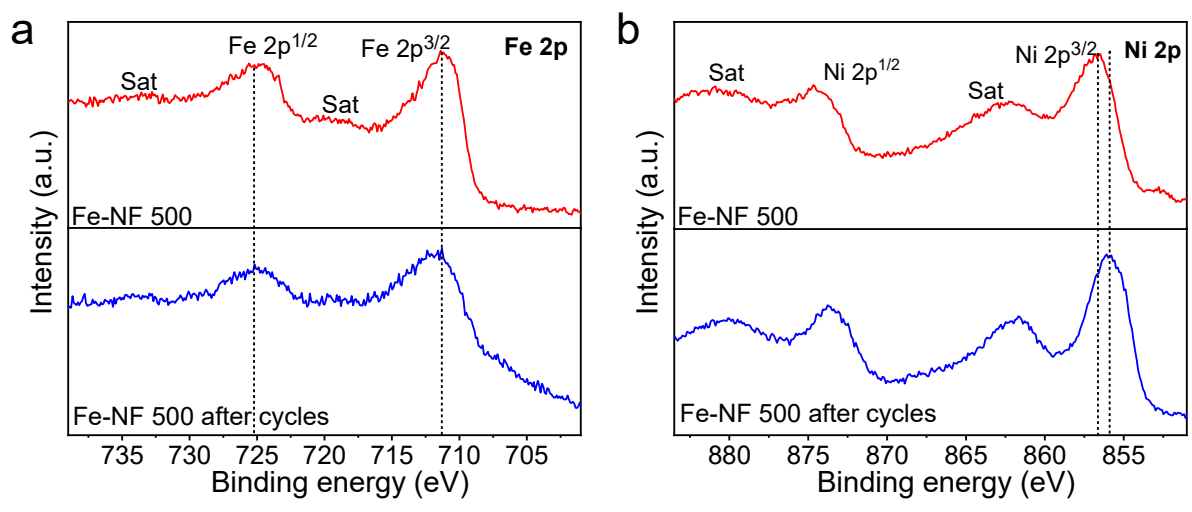 a
Fe 2p1/2
Fe 2p3/2
Fe 2p
Sat
Sat
Fe-NF 500
Fe-NF 500 after cycles
Intensity (a.u.)
735 730 725 720 715 710 705
Binding energy (eV)
b
Ni 2p3/2
Ni 2p
Sat
Ni 2p1/2
Sat
Fe-NF 500
Fe-NF 500 after cycles
Intensity (a.u.)
880 875 870 865 860 855
Binding energy (eV)